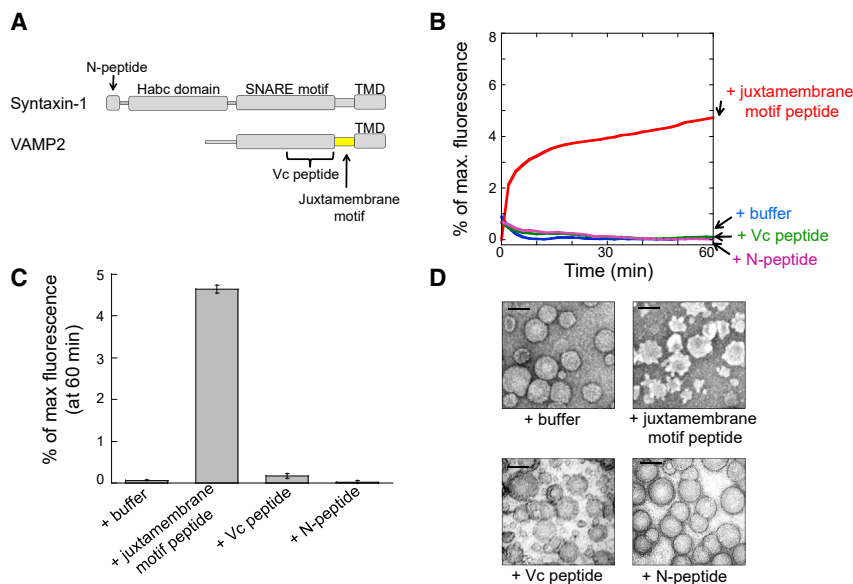 A
N-peptide
Habc domain
SNARE motif
TMD
Syntaxin-1
TMD
VAMP2
Vc peptide
Juxtamembrane
motif
B
% of max. fluorescence
8
6
4
2
0
0
30
60
Time (min)
+ juxtamembrane
motif peptide
+ buffer
+ Vc peptide
+ N-peptide
C
% of max fluorescence
(at 60 min)
5
4
3
2
1
0
+ buffer
+ juxtamembrane
motif peptide
+ Vc peptide
+ N-peptide
D
+ buffer
+ juxtamembrane
motif peptide
+ Vc peptide
+ N-peptide